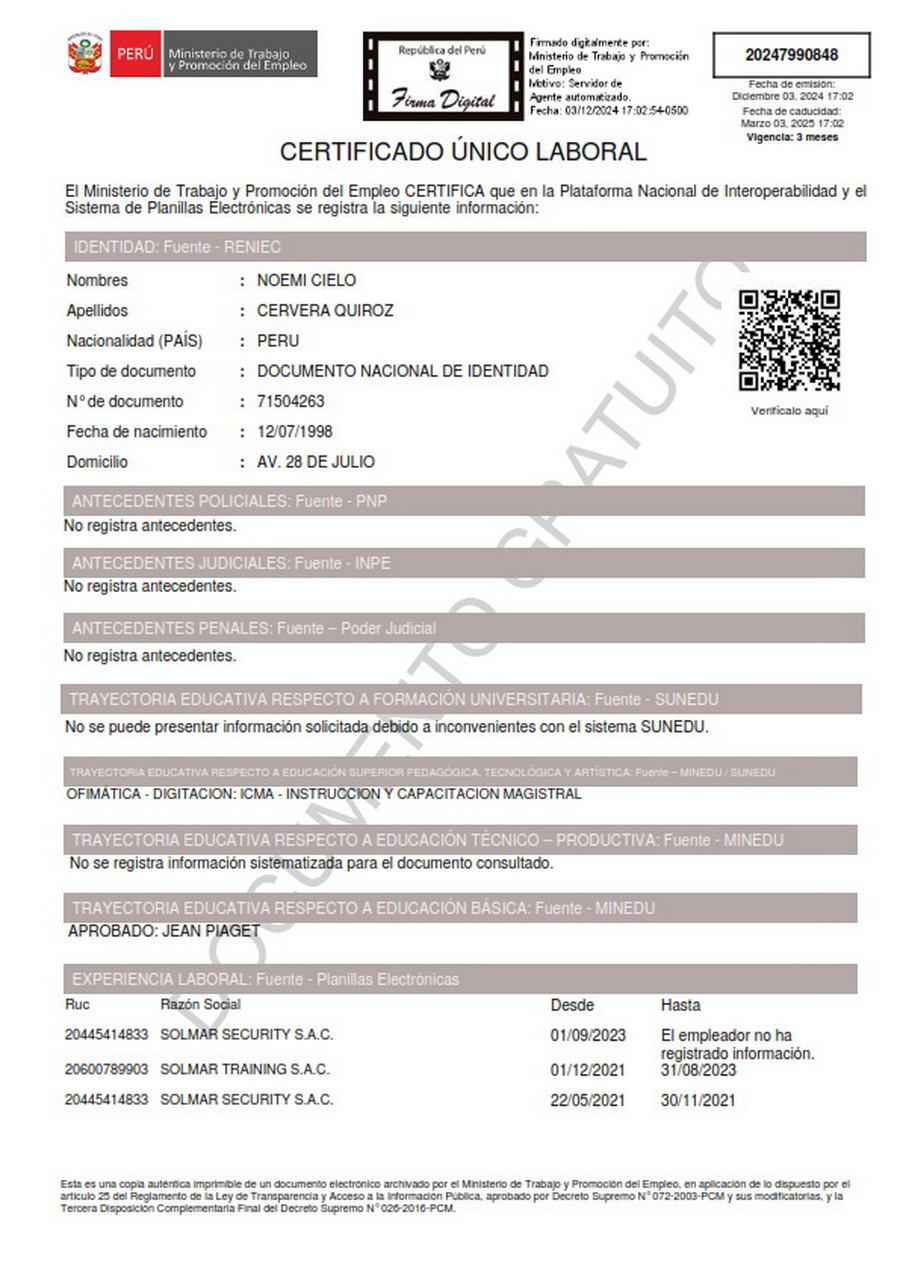 PERÚ
Ministerio de Trabajo
y Promoción del Empleo
República del Perú
Firma Digital
Firmado digitalmente por:
Ministerio de Trabajo y Promoción
del Empleo
Motivo: Servidor de
Agente automatizado.
Fecha: 03/12/2024 17:02:54-0500
20247990848
Fecha de emisión:
Diciembre 03, 2024 17:02
Fecha de caducidad:
Marzo 03, 2025 17:02
Vigencia: 3 meses
CERTIFICADO ÚNICO LABORAL
El Ministerio de Trabajo y Promoción del Empleo CERTIFICA que en la Plataforma Nacional de Interoperabilidad y el
Sistema de Planillas Electrónicas se registra la siguiente información:
IDENTIDAD: Fuente - RENIEC
Nombres : NOEMI CIELO
Apellidos : CERVERA QUIROZ
Nacionalidad (PAÍS) : PERU
Tipo de documento : DOCUMENTO NACIONAL DE IDENTIDAD
N° de documento : 71504263
Fecha de nacimiento : 12/07/1998
Domicilio : AV. 28 DE JULIO
Verifícalo aquí
ANTECEDENTES POLICIALES: Fuente - PNP
No registra antecedentes.
ANTECEDENTES JUDICIALES: Fuente - INPE
No registra antecedentes.
ANTECEDENTES PENALES: Fuente – Poder Judicial
No registra antecedentes.
TRAYECTORIA EDUCATIVA RESPECTO A FORMACIÓN UNIVERSITARIA: Fuente - SUNEDU
No se puede presentar información solicitada debido a inconvenientes con el sistema SUNEDU.
TRAYECTORIA EDUCATIVA RESPECTO A EDUCACIÓN SUPERIOR PEDAGÓGICA, TECNOLÓGICA Y ARTÍSTICA: Fuente – MINEDU / SUNEDU
OFIMÁTICA - DIGITACION: ICMA - INSTRUCCION Y CAPACITACION MAGISTRAL
TRAYECTORIA EDUCATIVA RESPECTO A EDUCACIÓN TÉCNICO – PRODUCTIVA: Fuente - MINEDU
No se registra información sistematizada para el documento consultado.
TRAYECTORIA EDUCATIVA RESPECTO A EDUCACIÓN BÁSICA: Fuente - MINEDU
APROBADO: JEAN PIAGET
EXPERIENCIA LABORAL: Fuente - Planillas Electrónicas
Ruc Razón Social Desde Hasta
20445414833 SOLMAR SECURITY S.A.C. 01/09/2023 El empleador no ha
registrado información.
20600789903 SOLMAR TRAINING S.A.C. 01/12/2021 31/08/2023
20445414833 SOLMAR SECURITY S.A.C. 22/05/2021 30/11/2021
DOCUMENTO GRATUITO
Esta es una copia auténtica imprimible de un documento electrónico archivado por el Ministerio de Trabajo y Promoción del Empleo, en aplicación de lo dispuesto por el
artículo 25 del Reglamento de la Ley de Transparencia y Acceso a la Información Pública, aprobado por Decreto Supremo N° 072-2003-PCM y sus modificatorias, y la
Tercera Disposición Complementaria Final del Decreto Supremo N° 026-2016-PCM.